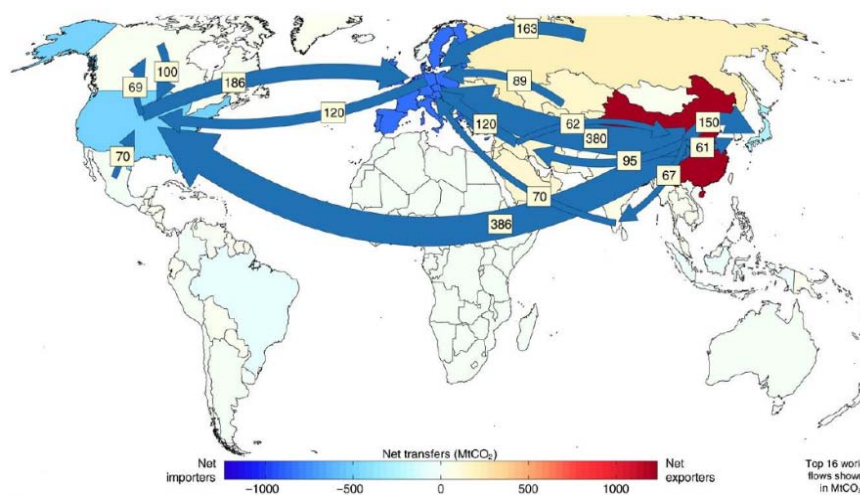 163
100
69
186
89
120
120
62
380
150
61
95
67
70
70
386
Net transfers (MtCO₂)
Net importers
Net exporters
−1000 −500 0 500 1000
Top 16 worl
flows show
in MtCO